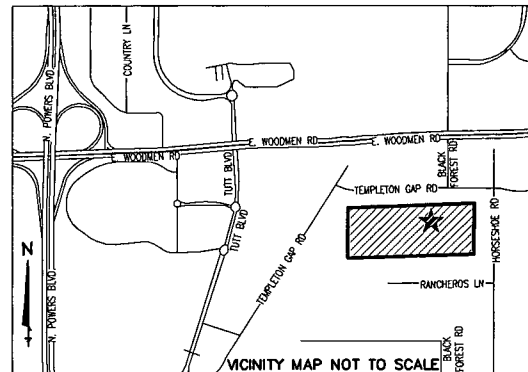 COUNTRY LN
N. POWERS BLVD
E. WOODMEN RD
E. WOODMEN RD
E. WOODMEN RD
TUTT BLVD
BLACK
FOREST RD
TEMPLETON GAP RD
HORSESHOE RD
TUTT BLVD
TEMPLETON GAP RD
N
RANCHEROS LN
N. POWERS BLVD
BLACK
FOREST RD
VICINITY MAP NOT TO SCALE